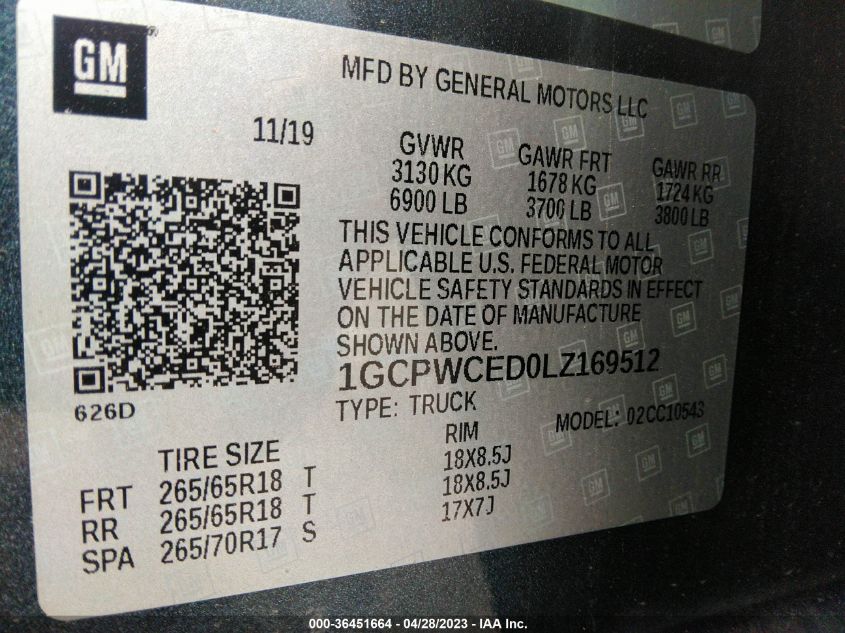 GM
MFD BY GENERAL MOTORS LLC
11/19
GVWR GAWR FRT GAWR RR
3130 KG 1678 KG 1724 KG
6900 LB 3700 LB 3800 LB
THIS VEHICLE CONFORMS TO ALL
APPLICABLE U.S. FEDERAL MOTOR
VEHICLE SAFETY STANDARDS IN EFFECT
ON THE DATE OF MANUFACTURE
SHOWN ABOVE.
1GCPWCED0LZ169512
626D
TYPE: TRUCK MODEL: 02CC10543
TIRE SIZE RIM
FRT 265/65R18 T 18X8.5J
RR 265/65R18 T 18X8.5J
SPA 265/70R17 S 17X7J
000-36451664 / 04/28/2023 - IAA Inc.